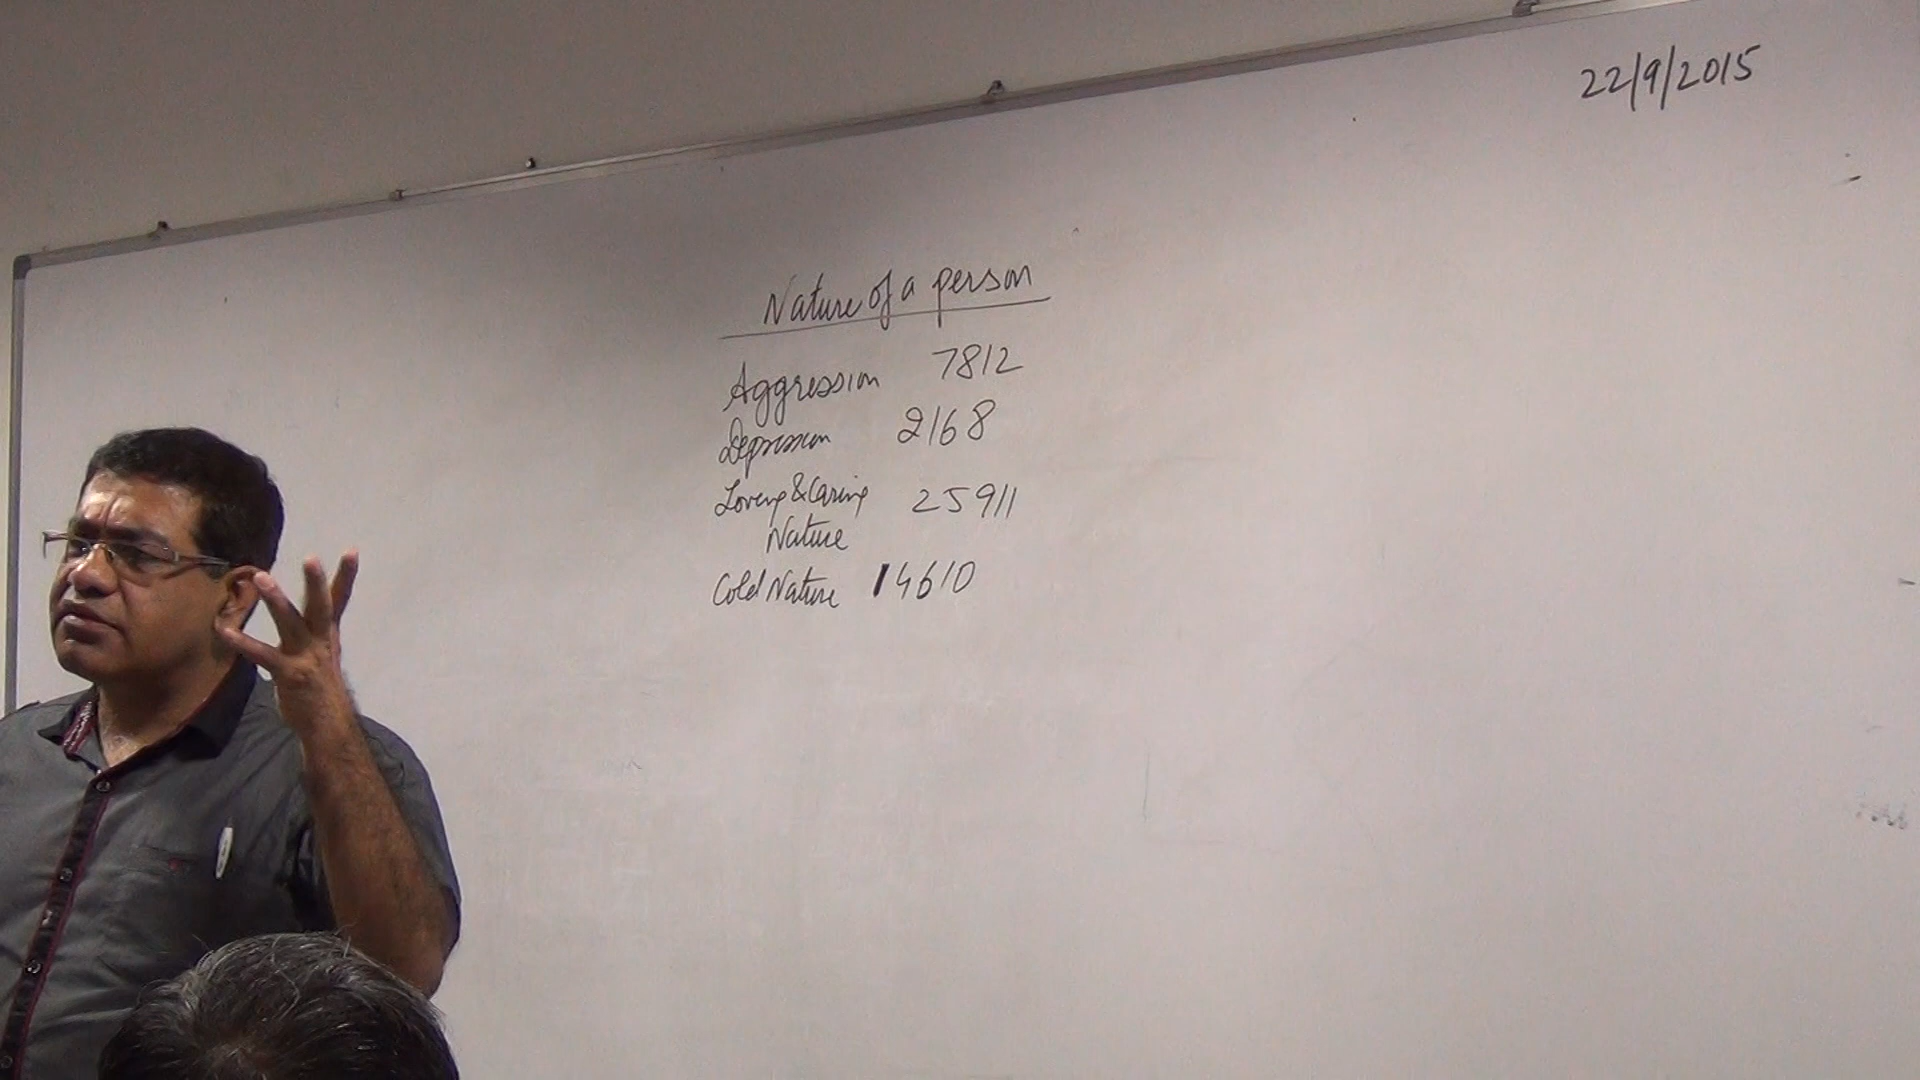 22/9/2015
Nature of a person
Aggression 7812
Depression 2168
Loving & Caring 25911
Nature
Cold Nature 14610